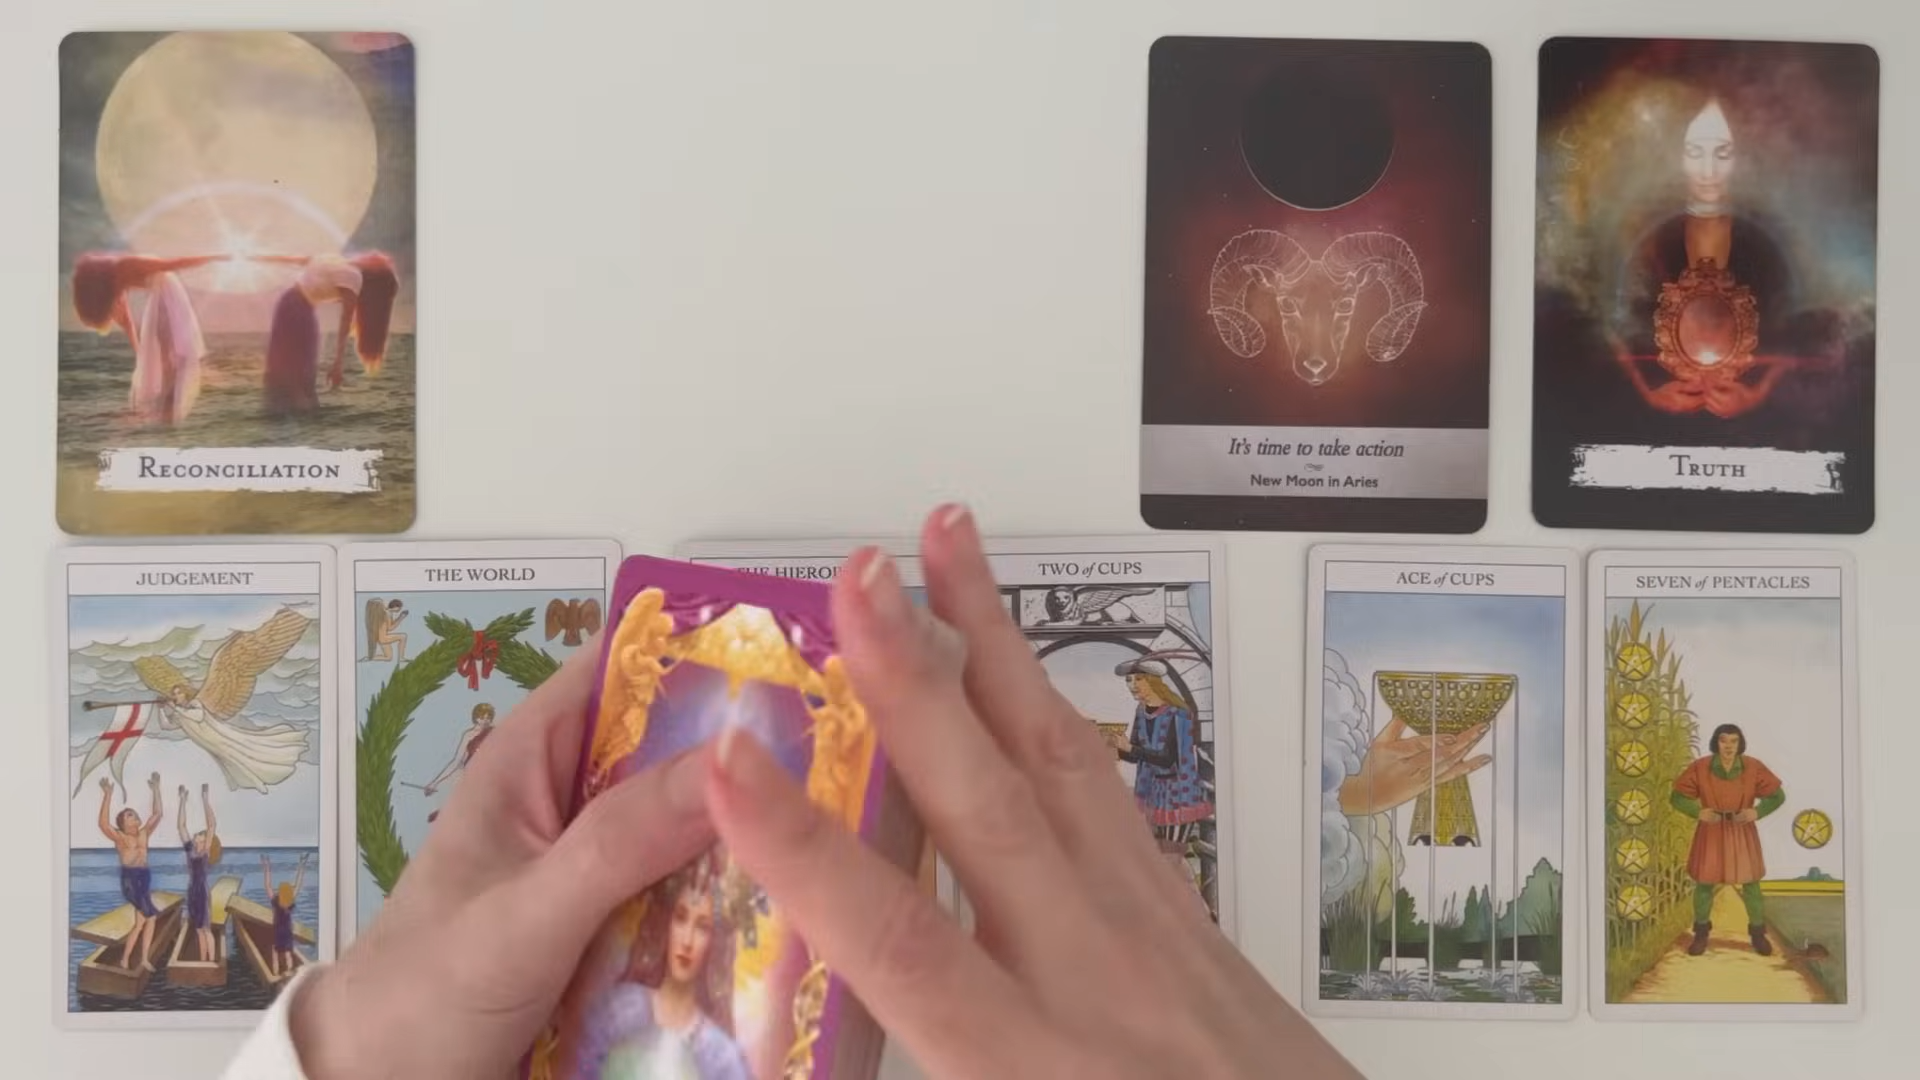 RECONCILIATION
It's time to take action
New Moon in Aries
TRUTH
JUDGEMENT
THE WORLD
THE
TWO of CUPS
ACE of CUPS
SEVEN of PENTACLES